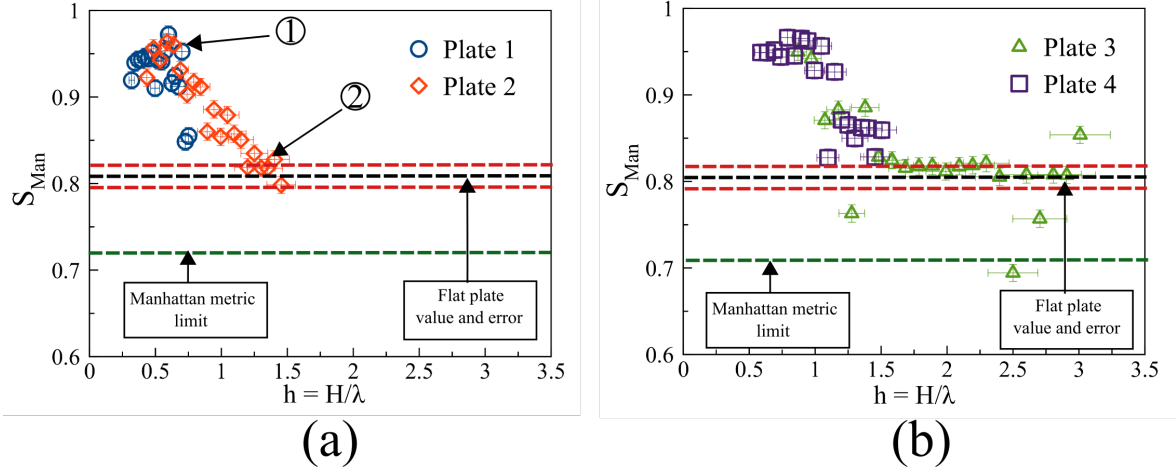 1
0.9
0.8
0.7
0.6
S_Man
0 0.5 1 1.5 2 2.5 3 3.5
h = H/λ
Plate 1
Plate 2
①
②
Manhattan metric
limit
Flat plate
value and error
(a)
1
0.9
0.8
0.7
0.6
S_Man
0 0.5 1 1.5 2 2.5 3 3.5
h = H/λ
Plate 3
Plate 4
Manhattan metric
limit
Flat plate
value and error
(b)